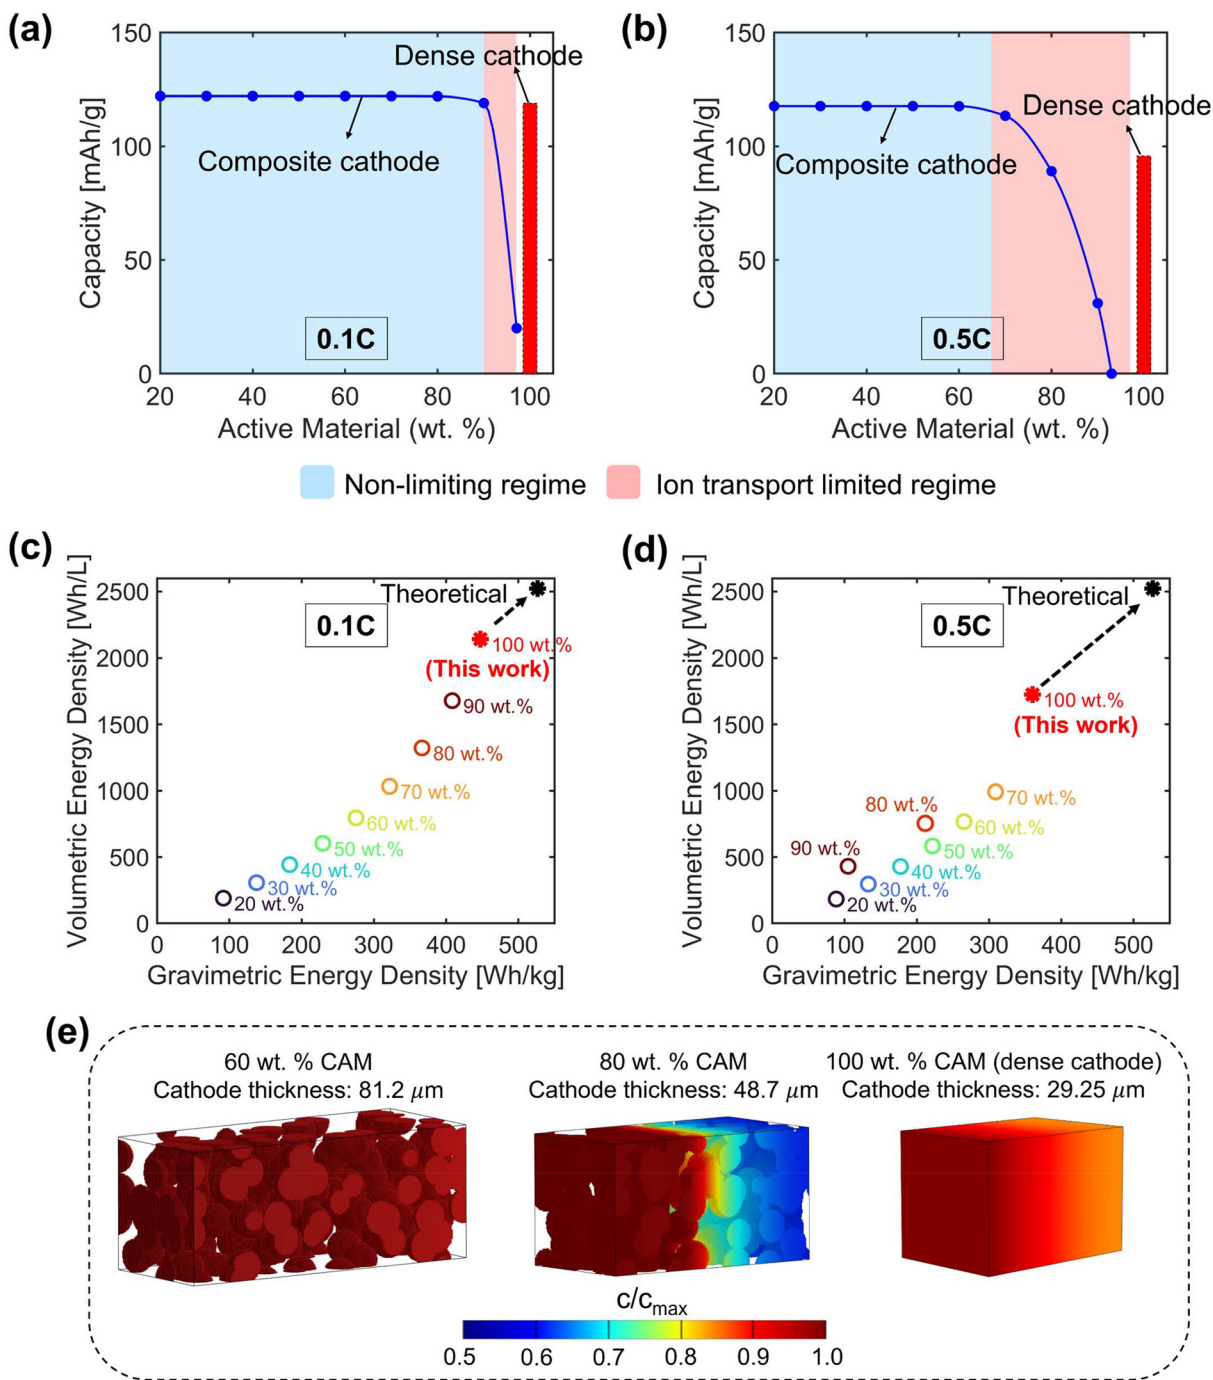 (a)
150
100
50
0
Capacity [mAh/g]
Dense cathode
Composite cathode
0.1C
20 40 60 80 100
Active Material (wt. %)
(b)
150
100
50
0
Capacity [mAh/g]
Dense cathode
Composite cathode
0.5C
20 40 60 80 100
Active Material (wt. %)
Non-limiting regime
Ion transport limited regime
(c)
Volumetric Energy Density [Wh/L]
2500
2000
1500
1000
500
0
Theoretical
0.1C
100 wt.%
(This work)
90 wt.%
80 wt.%
70 wt.%
60 wt.%
50 wt.%
40 wt.%
30 wt.%
20 wt.%
0 100 200 300 400 500
Gravimetric Energy Density [Wh/kg]
(d)
Volumetric Energy Density [Wh/L]
2500
2000
1500
1000
500
0
Theoretical
0.5C
100 wt.%
(This work)
70 wt.%
80 wt.%
60 wt.%
90 wt.%
50 wt.%
40 wt.%
30 wt.%
20 wt.%
0 100 200 300 400 500
Gravimetric Energy Density [Wh/kg]
(e)
60 wt. % CAM
Cathode thickness: 81.2 μm
80 wt. % CAM
Cathode thickness: 48.7 μm
100 wt. % CAM (dense cathode)
Cathode thickness: 29.25 μm
c/cmax
0.5 0.6 0.7 0.8 0.9 1.0